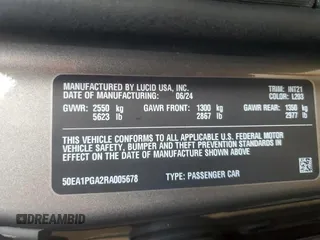 MANUFACTURED BY LUCID USA, INC.
DATE OF MANUFACTURE: 06/24
TRIM: INT21
COLOR: L203
GVWR: 2550 kg GAWR FRONT: 1300 kg GAWR REAR: 1350 kg
5623 lb 2867 lb 2977 lb
THIS VEHICLE CONFORMS TO ALL APPLICABLE U.S. FEDERAL MOTOR
VEHICLE SAFETY, BUMPER AND THEFT PREVENTION STANDARDS IN
EFFECT ON THE DATE OF MANUFACTURE SHOWN ABOVE.
50EA1PGA2RA005678 TYPE: PASSENGER CAR
DREAMBID